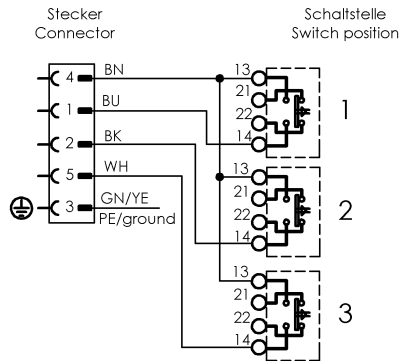 Stecker
Connector
Schaltstelle
Switch position
4 BN
1 BU
2 BK
5 WH
3 GN/YE
PE/ground
13
21
22
14
1
13
21
22
14
2
13
21
22
14
3